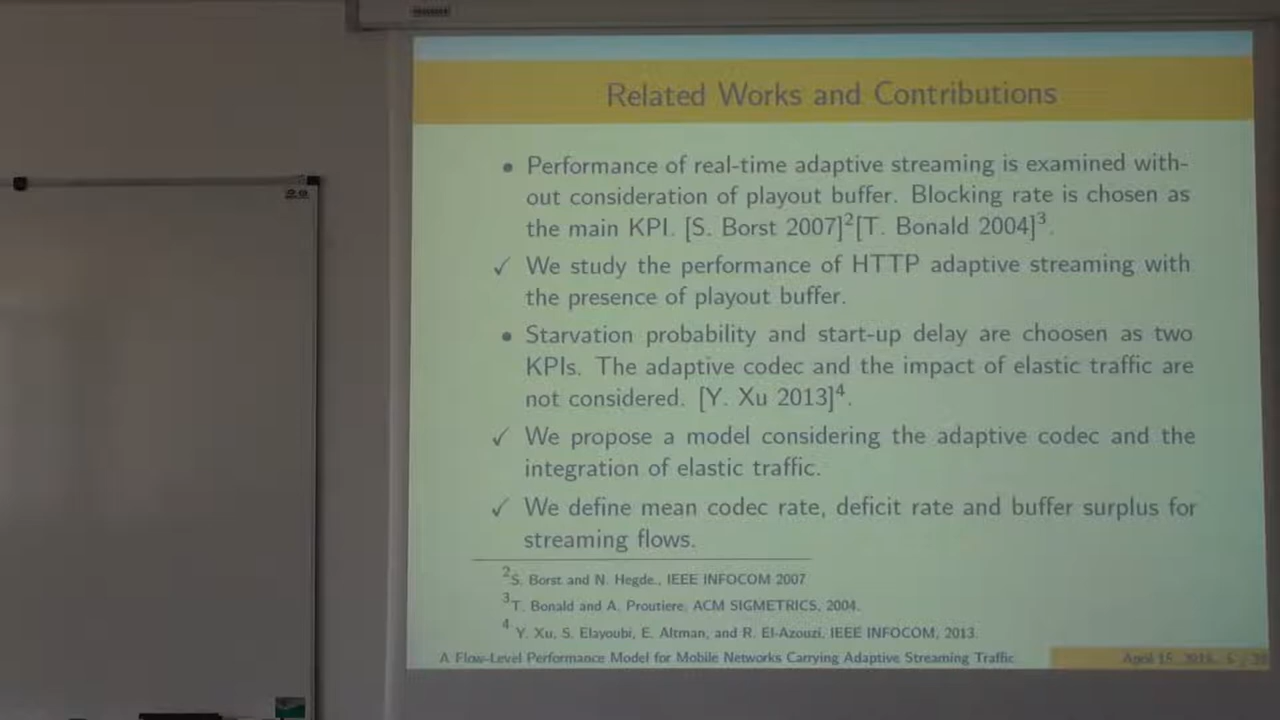 Related Works and Contributions
• Performance of real-time adaptive streaming is examined with-
out consideration of playout buffer. Blocking rate is chosen as
the main KPI. [S. Borst 2007]2[T. Bonald 2004]3.
✓ We study the performance of HTTP adaptive streaming with
the presence of playout buffer.
• Starvation probability and start-up delay are choosen as two
KPIs. The adaptive codec and the impact of elastic traffic are
not considered. [Y. Xu 2013]4.
✓ We propose a model considering the adaptive codec and the
integration of elastic traffic.
✓ We define mean codec rate, deficit rate and buffer surplus for
streaming flows.
2S. Borst and N. Hegde., IEEE INFOCOM 2007
3T. Bonald and A. Proutiere, ACM SIGMETRICS, 2004.
4 Y. Xu, S. Elayoubi, E. Altman, and R. El-Azouzi, IEEE INFOCOM, 2013.
A Flow-Level Performance Model for Mobile Networks Carrying Adaptive Streaming Traffic
April 15,